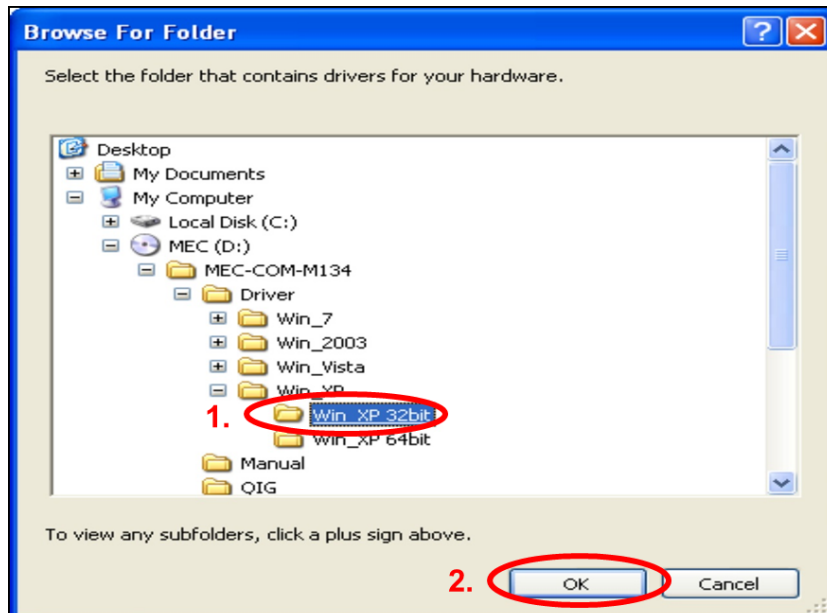 Browse For Folder
Select the folder that contains drivers for your hardware.
Desktop
My Documents
My Computer
Local Disk (C:)
MEC (D:)
MEC-COM-M134
Driver
Win_7
Win_2003
Win_Vista
Win_XP
1. Win_XP 32bit
Win_XP 64bit
Manual
QIG
To view any subfolders, click a plus sign above.
2. OK Cancel